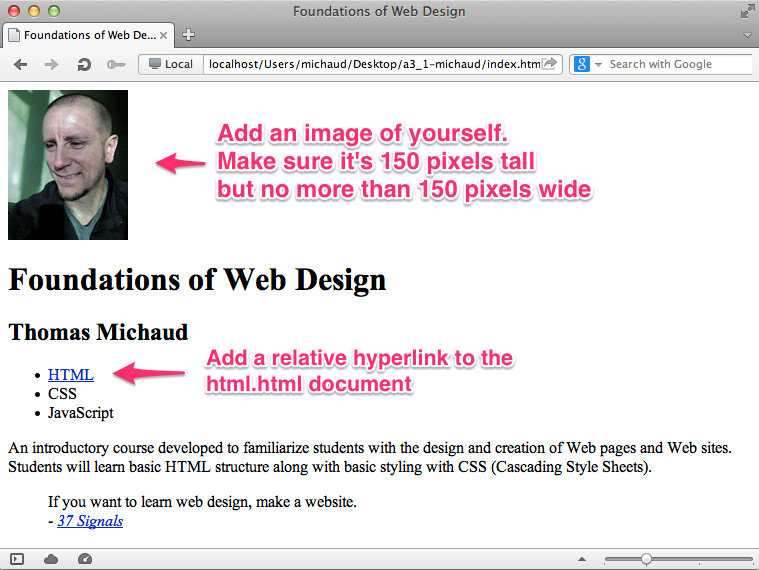 Foundations of Web Design
Foundations of Web De...
Local
localhost/Users/michaud/Desktop/a3_1-michaud/index.htm
Search with Google
Add an image of yourself.
Make sure it's 150 pixels tall
but no more than 150 pixels wide
Foundations of Web Design
Thomas Michaud
HTML
Add a relative hyperlink to the
html.html document
CSS
JavaScript
An introductory course developed to familiarize students with the design and creation of Web pages and Web sites.
Students will learn basic HTML structure along with basic styling with CSS (Cascading Style Sheets).
If you want to learn web design, make a website.
- 37 Signals